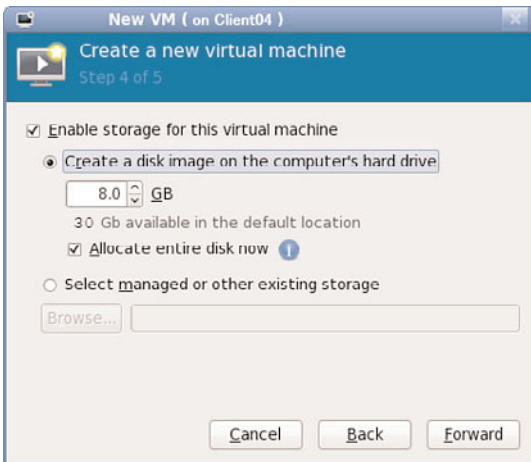 New VM ( on Client04 )
Create a new virtual machine
Step 4 of 5
Enable storage for this virtual machine
Create a disk image on the computer's hard drive
8.0 GB
30 Gb available in the default location
Allocate entire disk now
Select managed or other existing storage
Browse...
Cancel Back Forward